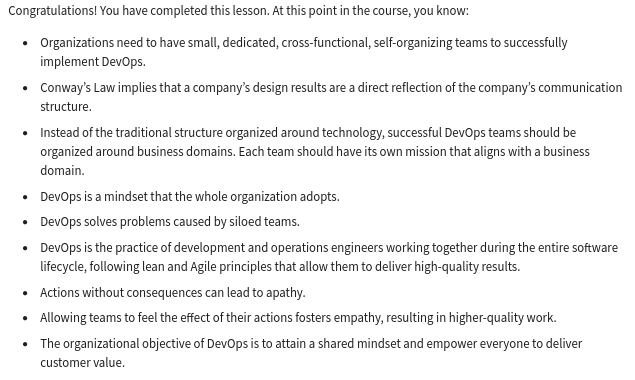 Congratulations! You have completed this lesson. At this point in the course, you know:
• Organizations need to have small, dedicated, cross-functional, self-organizing teams to successfully
implement DevOps.
• Conway's Law implies that a company's design results are a direct reflection of the company's communication
structure.
• Instead of the traditional structure organized around technology, successful DevOps teams should be
organized around business domains. Each team should have its own mission that aligns with a business
domain.
• DevOps is a mindset that the whole organization adopts.
• DevOps solves problems caused by siloed teams.
• DevOps is the practice of development and operations engineers working together during the entire software
lifecycle, following lean and Agile principles that allow them to deliver high-quality results.
• Actions without consequences can lead to apathy.
• Allowing teams to feel the effect of their actions fosters empathy, resulting in higher-quality work.
• The organizational objective of DevOps is to attain a shared mindset and empower everyone to deliver
customer value.